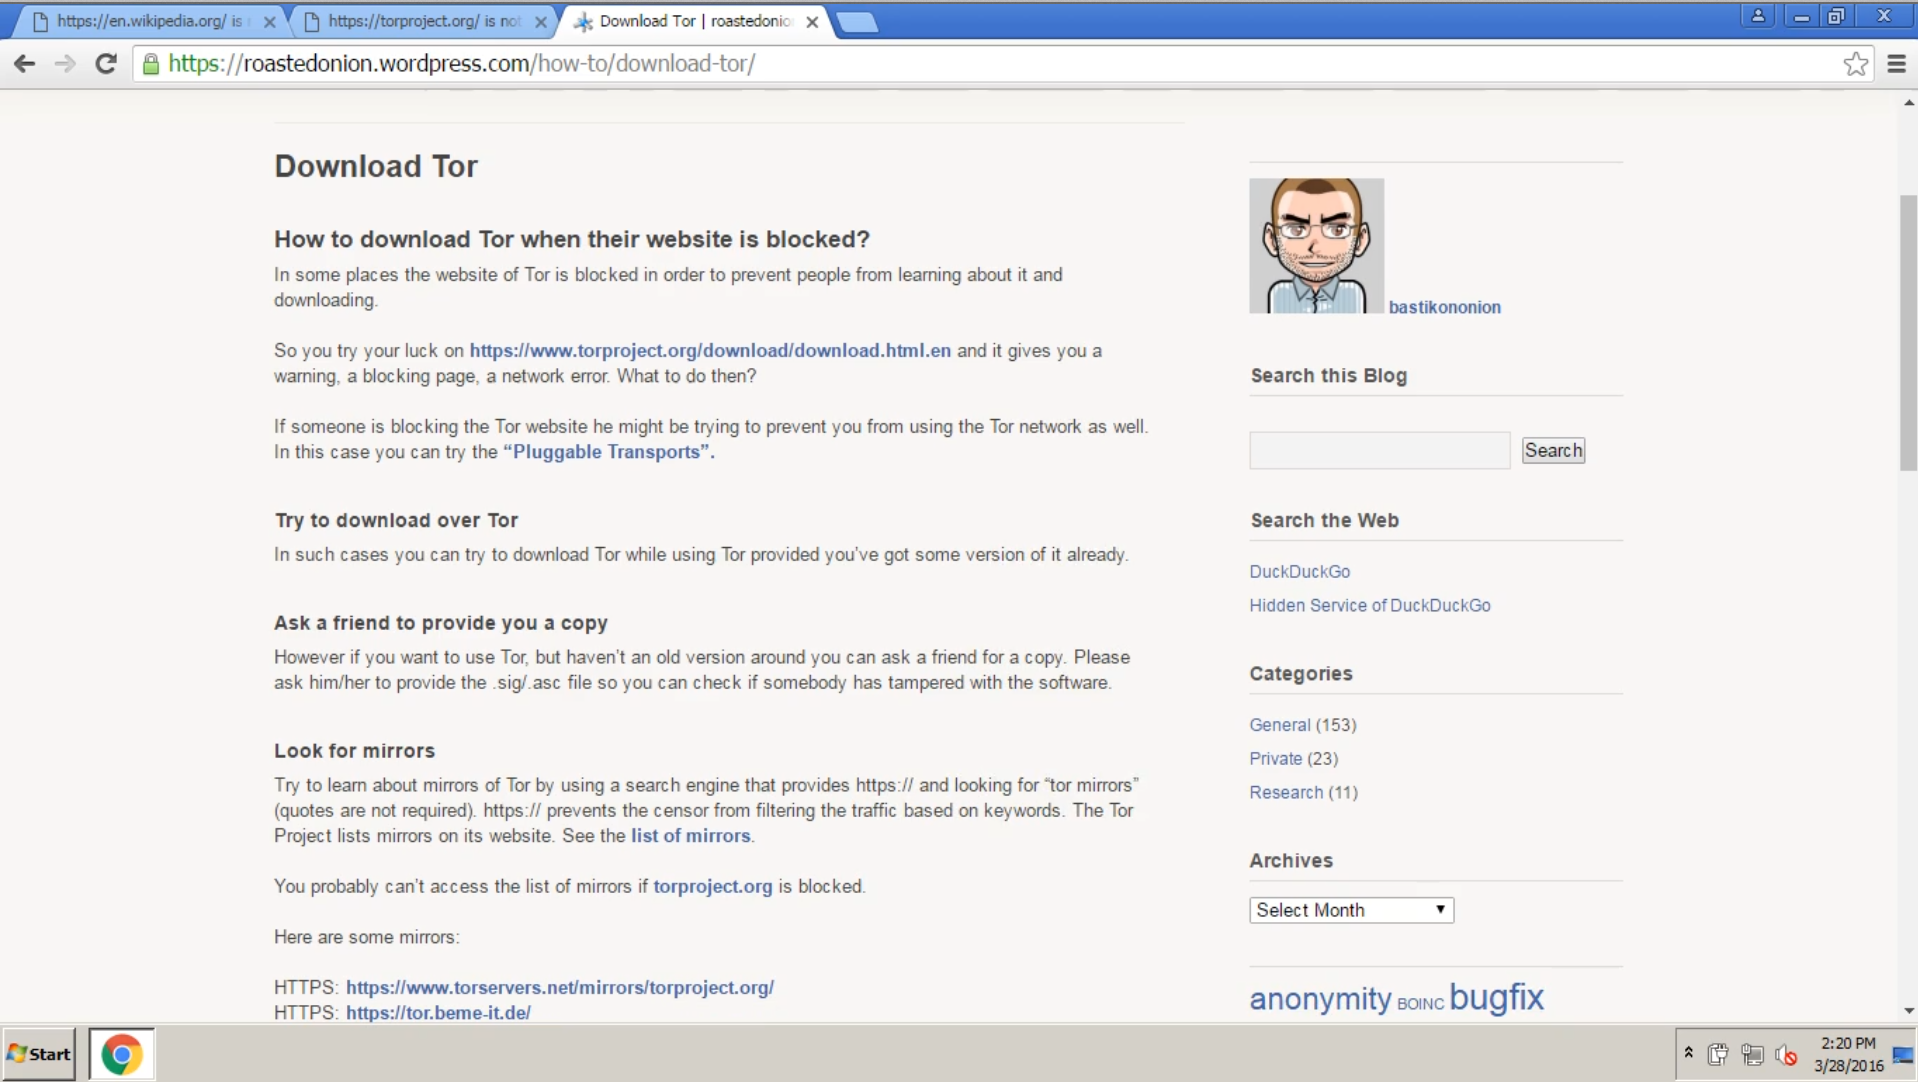 https://en.wikipedia.org/ is
https://torproject.org/ is not
Download Tor | roastedonio
https://roastedonion.wordpress.com/how-to/download-tor/
Download Tor
How to download Tor when their website is blocked?
In some places the website of Tor is blocked in order to prevent people from learning about it and
downloading.
So you try your luck on https://www.torproject.org/download/download.html.en and it gives you a
warning, a blocking page, a network error. What to do then?
If someone is blocking the Tor website he might be trying to prevent you from using the Tor network as well.
In this case you can try the “Pluggable Transports”.
Try to download over Tor
In such cases you can try to download Tor while using Tor provided you’ve got some version of it already.
Ask a friend to provide you a copy
However if you want to use Tor, but haven’t an old version around you can ask a friend for a copy. Please
ask him/her to provide the .sig/.asc file so you can check if somebody has tampered with the software.
Look for mirrors
Try to learn about mirrors of Tor by using a search engine that provides https:// and looking for “tor mirrors”
(quotes are not required). https:// prevents the censor from filtering the traffic based on keywords. The Tor
Project lists mirrors on its website. See the list of mirrors.
You probably can’t access the list of mirrors if torproject.org is blocked.
Here are some mirrors:
HTTPS: https://www.torservers.net/mirrors/torproject.org/
HTTPS: https://tor.beme-it.de/
bastikononion
Search this Blog
Search
Search the Web
DuckDuckGo
Hidden Service of DuckDuckGo
Categories
General (153)
Private (23)
Research (11)
Archives
Select Month
anonymity BOINC bugfix
Start
2:20 PM
3/28/2016